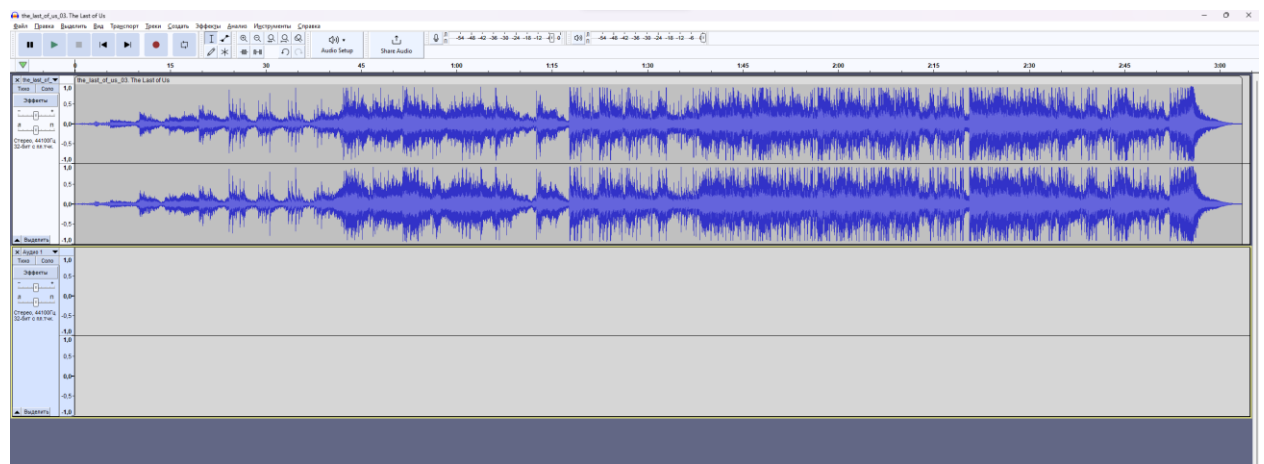 the_last_of_us_03. The Last of Us
Файл Правка Выделить Вид Транспорт Треки Создать Эффекты Анализ Инструменты Справка
Audio Setup
Share Audio
-54 -48 -42 -36 -30 -24 -18 -12 -6 0
-54 -48 -42 -36 -30 -24 -18 -12 -6 0
0 15 30 45 1:00 1:15 1:30 1:45 2:00 2:15 2:30 2:45 3:00
the_last_of_
the_last_of_us_03. The Last of Us
Тихо Соло
Эффекты
- +
Л П
Стерео, 44100Гц
32-бит с пл.тчк.
Выделить
1,0
0,5-
0,0-
-0,5-
-1,0
1,0
0,5-
0,0-
-0,5-
-1,0
Аудио 1
Тихо Соло
Эффекты
- +
Л П
Стерео, 44100Гц
32-бит с пл.тчк.
Выделить
1,0
0,5-
0,0-
-0,5-
-1,0
1,0
0,5-
0,0-
-0,5-
-1,0